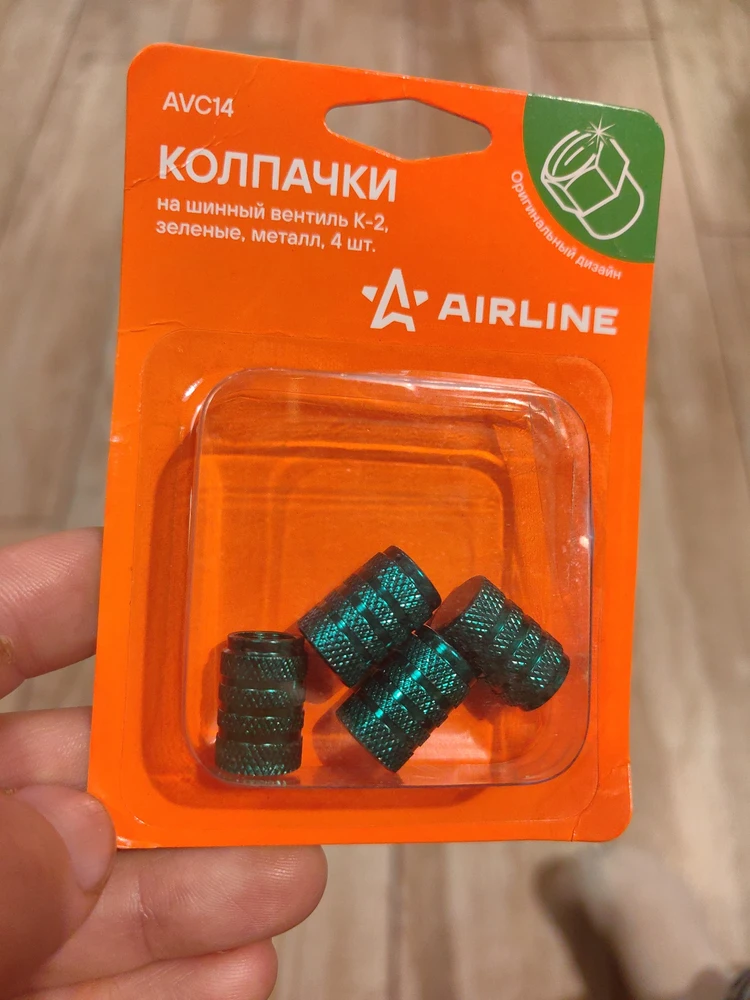 AVC14
КОЛПАЧКИ
на шинный вентиль К-2,
зеленые, металл, 4 шт.
Оригинальный дизайн
AIRLINE